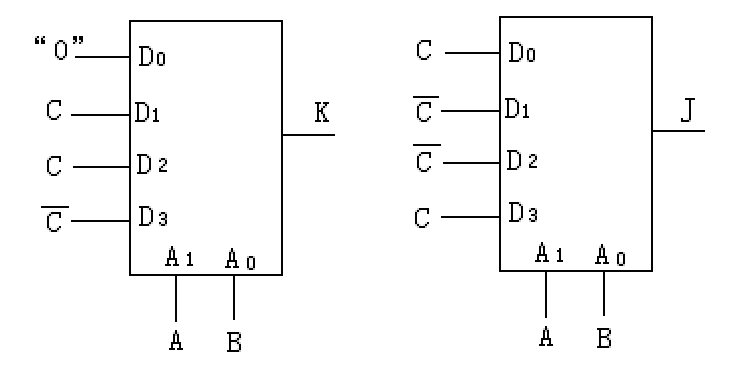 “0” D0
C D1
C D2
C̅ D3
K
A1 A0
A B
C D0
C̅ D1
C̅ D2
C D3
J
A1 A0
A B